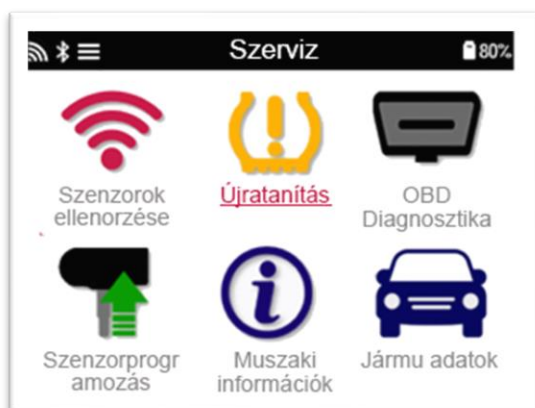 Szerviz
80%
Szenzorok
ellenorzése
Újratanítás
OBD
Diagnosztika
Szenzorprogr
amozás
Muszaki
információk
Jármu adatok